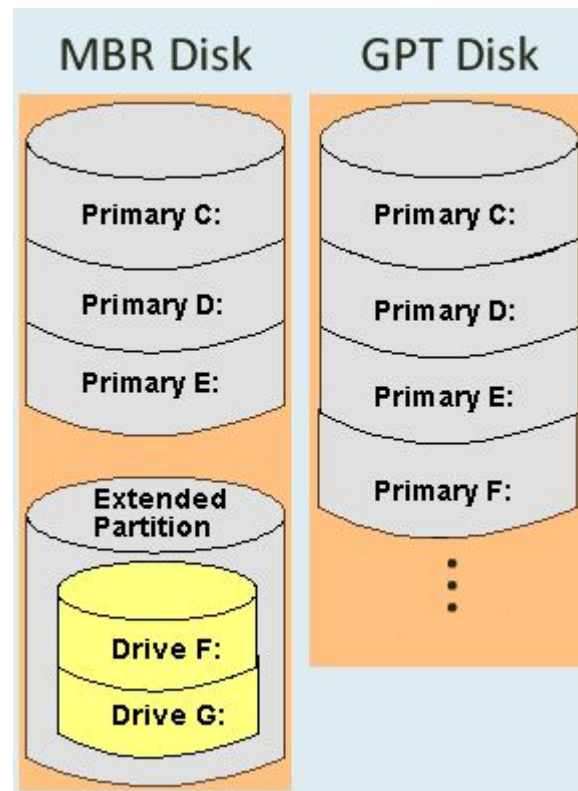 MBR Disk
Primary C:
Primary D:
Primary E:
Extended
Partition
Drive F:
Drive G:
GPT Disk
Primary C:
Primary D:
Primary E:
Primary F: